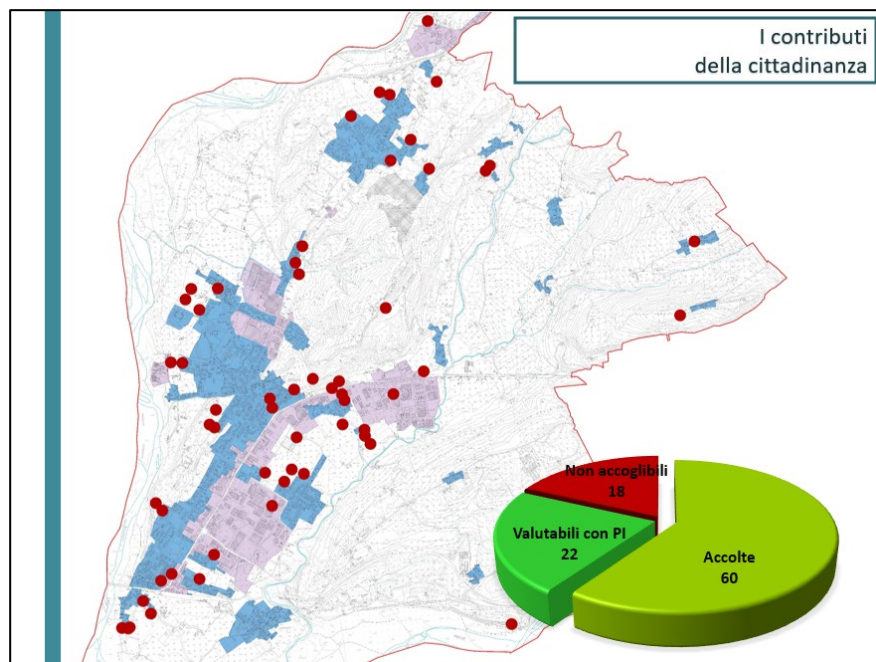 I contributi
della cittadinanza
Non accoglibili
18
Valutabili con PI
22
Accolte
60